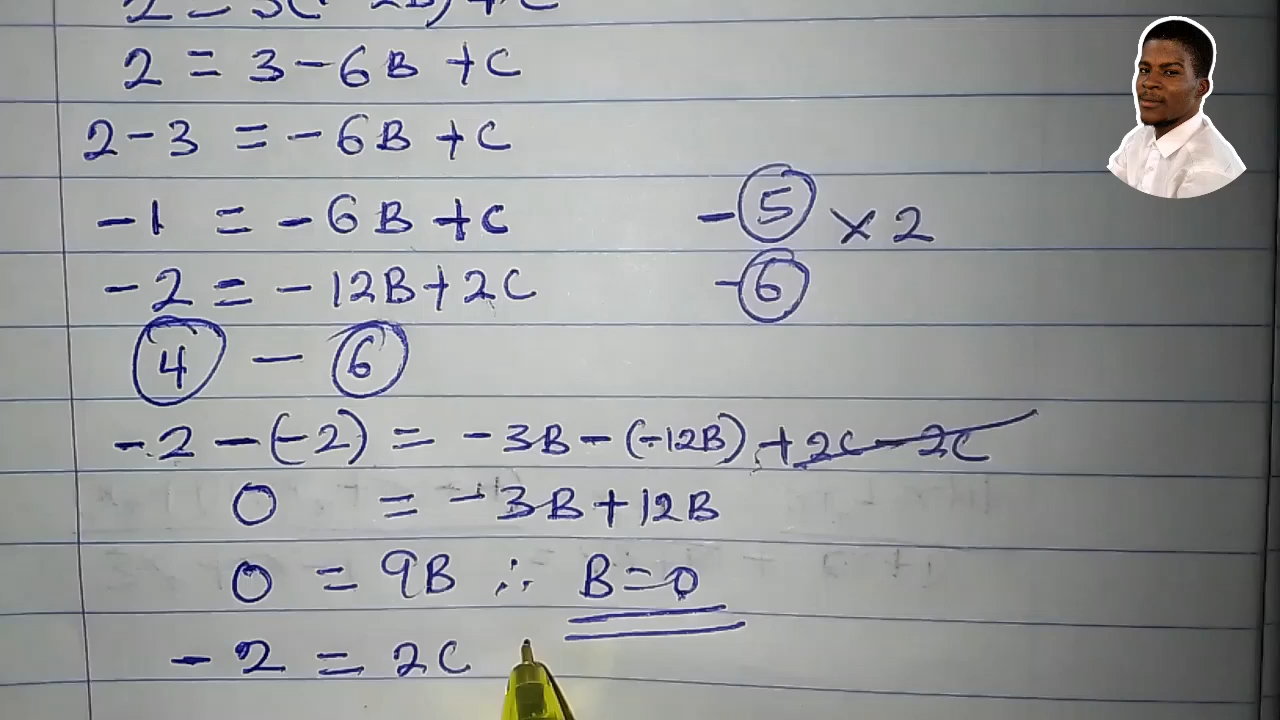 2 = 3 - 6B + C
2 - 3 = - 6B + C
- 1 = - 6B + C - ⑤ × 2
- 2 = - 12B + 2C - ⑥
④ - ⑥
- 2 - (-2) = - 3B - (-12B) + 2C - 2C
0 = - 3B + 12B
0 = 9B ∴ B = 0
- 2 = 2C